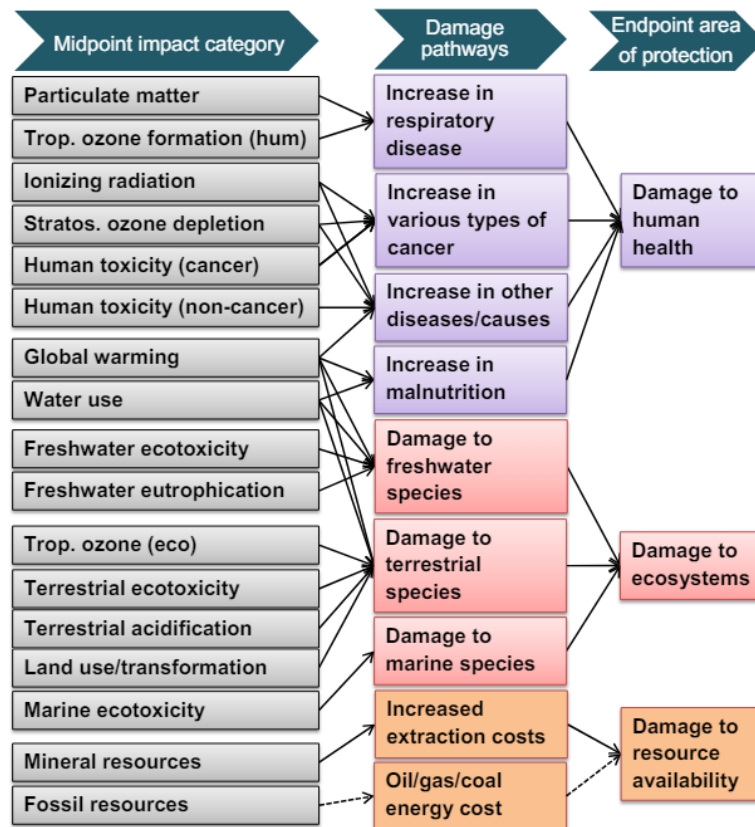 Midpoint impact category
Damage
pathways
Endpoint area
of protection
Particulate matter
Trop. ozone formation (hum)
Ionizing radiation
Stratos. ozone depletion
Human toxicity (cancer)
Human toxicity (non-cancer)
Global warming
Water use
Freshwater ecotoxicity
Freshwater eutrophication
Trop. ozone (eco)
Terrestrial ecotoxicity
Terrestrial acidification
Land use/transformation
Marine ecotoxicity
Mineral resources
Fossil resources
Increase in
respiratory
disease
Increase in
various types of
cancer
Increase in other
diseases/causes
Increase in
malnutrition
Damage to
freshwater
species
Damage to
terrestrial
species
Damage to
marine species
Increased
extraction costs
Oil/gas/coal
energy cost
Damage to
human
health
Damage to
ecosystems
Damage to
resource
availability